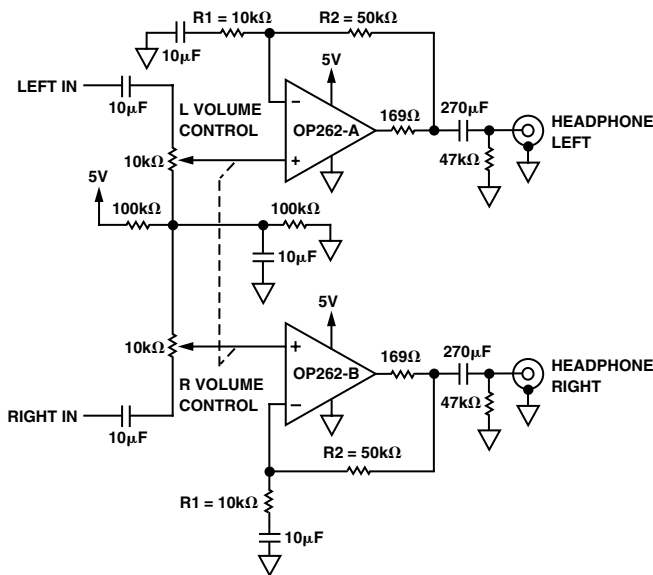 R1 = 10kΩ
R2 = 50kΩ
10µF
5V
LEFT IN
10µF
L VOLUME
CONTROL
OP262-A
169Ω
270µF
HEADPHONE
LEFT
47kΩ
10kΩ
5V
100kΩ
100kΩ
10µF
5V
10kΩ
OP262-B
169Ω
270µF
HEADPHONE
RIGHT
47kΩ
R VOLUME
CONTROL
RIGHT IN
10µF
R2 = 50kΩ
R1 = 10kΩ
10µF